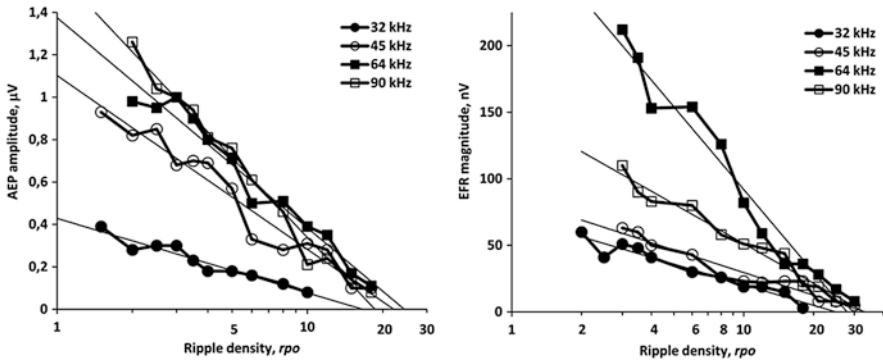 1,4
1,2
1
0,8
0,6
0,4
0,2
0
AEP amplitude, µV
32 kHz
45 kHz
64 kHz
90 kHz
1 5 10 30
Ripple density, rpo
200
150
100
50
0
EFR magnitude, nV
32 kHz
45 kHz
64 kHz
90 kHz
1 2 4 6 8 10 20 30
Ripple density, rpo